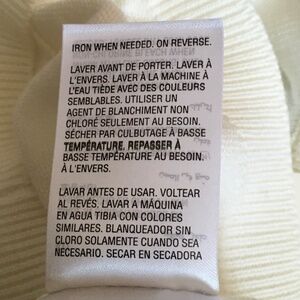 IRON WHEN NEEDED. ON REVERSE.
LAVER AVANT DE PORTER. LAVER À
L'ENVERS. LAVER À LA MACHINE À
L'EAU TIÈDE AVEC DES COULEURS
SEMBLABLES. UTILISER UN
AGENT DE BLANCHIMENT NON
CHLORÉ SEULEMENT AU BESOIN.
SÉCHER PAR CULBUTAGE À BASSE
TEMPÉRATURE. REPASSER À
BASSE TEMPÉRATURE AU BESOIN.
À L'ENVERS.
LAVAR ANTES DE USAR. VOLTEAR
AL REVÉS. LAVAR A MÁQUINA
EN AGUA TIBIA CON COLORES
SIMILARES. BLANQUEADOR SIN
CLORO SOLAMENTE CUANDO SEA
NECESARIO. SECAR EN SECADORA